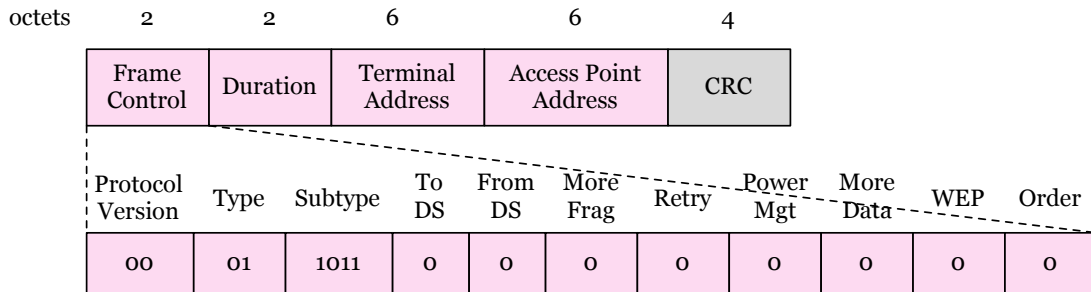 octets 2 2 6 6 4
Frame Control Duration Terminal Address Access Point Address CRC
Protocol Version Type Subtype To DS From DS More Frag Retry Power Mgt More Data WEP Order
00 01 1011 0 0 0 0 0 0 0 0